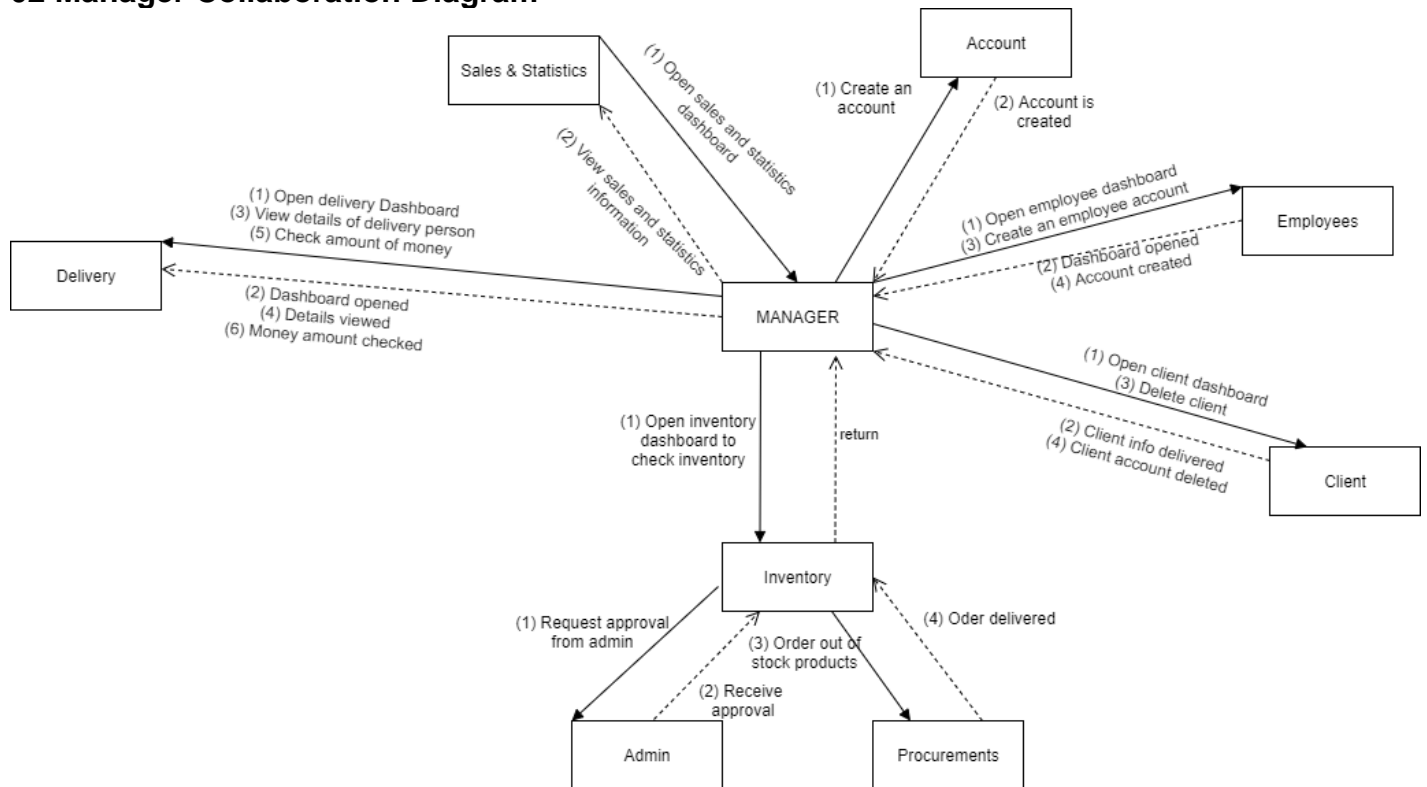 Account
Sales & Statistics
(1) Open sales and statistics
dashboard
(1) Create an
account
(2) Account is
created
(2) View sales and statistics
information
(1) Open delivery Dashboard
(3) View details of delivery person
(5) Check amount of money
(1) Open employee dashboard
(3) Create an employee account
Employees
(2) Dashboard opened
(4) Account created
Delivery
(2) Dashboard opened
(4) Details viewed
(6) Money amount checked
MANAGER
(1) Open client dashboard
(3) Delete client
(1) Open inventory
dashboard to
check inventory
return
(2) Client info delivered
(4) Client account deleted
Client
Inventory
(1) Request approval
from admin
(3) Order out of
stock products
(4) Oder delivered
(2) Receive
approval
Admin
Procurements